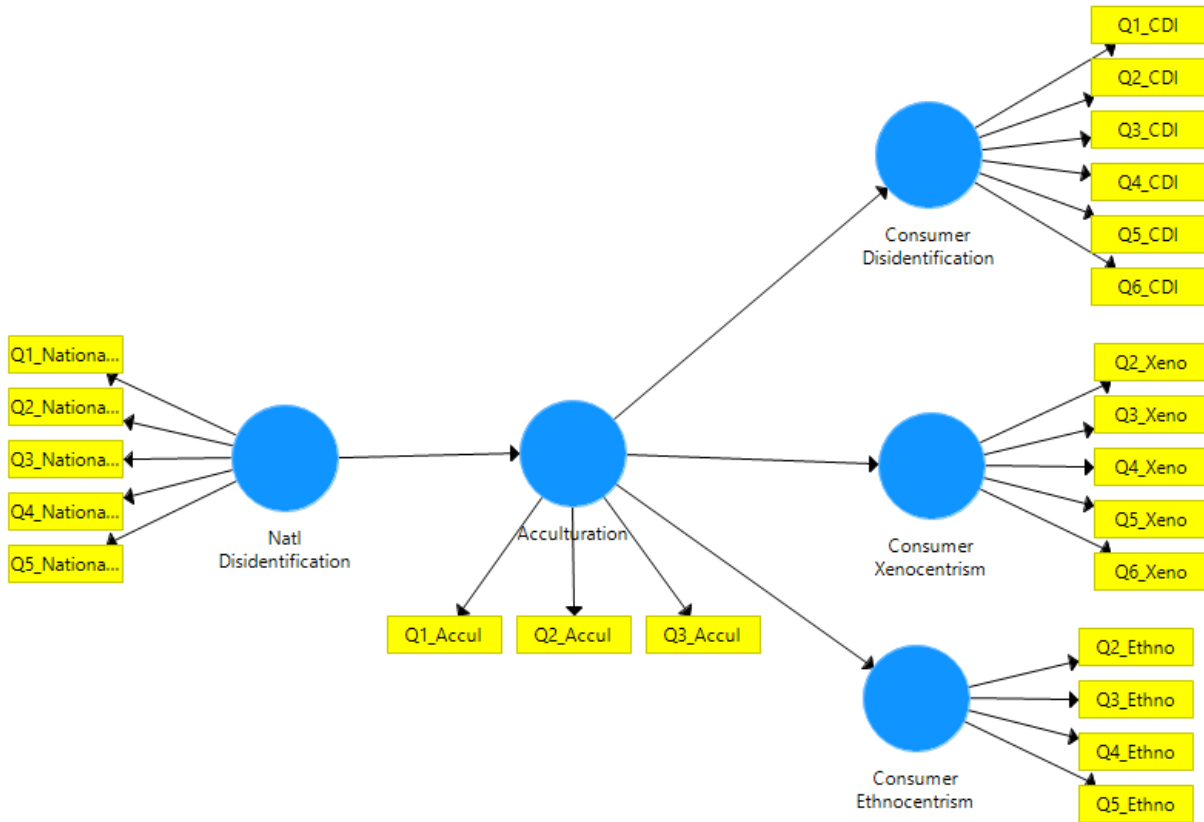 Q1_CDI
Q2_CDI
Q3_CDI
Q4_CDI
Q5_CDI
Q6_CDI
Consumer
Disidentification
Q1_Nationa...
Q2_Nationa...
Q3_Nationa...
Q4_Nationa...
Q5_Nationa...
Natl
Disidentification
Acculturation
Q1_Accul
Q2_Accul
Q3_Accul
Q2_Xeno
Q3_Xeno
Q4_Xeno
Q5_Xeno
Q6_Xeno
Consumer
Xenocentrism
Q2_Ethno
Q3_Ethno
Q4_Ethno
Q5_Ethno
Consumer
Ethnocentrism